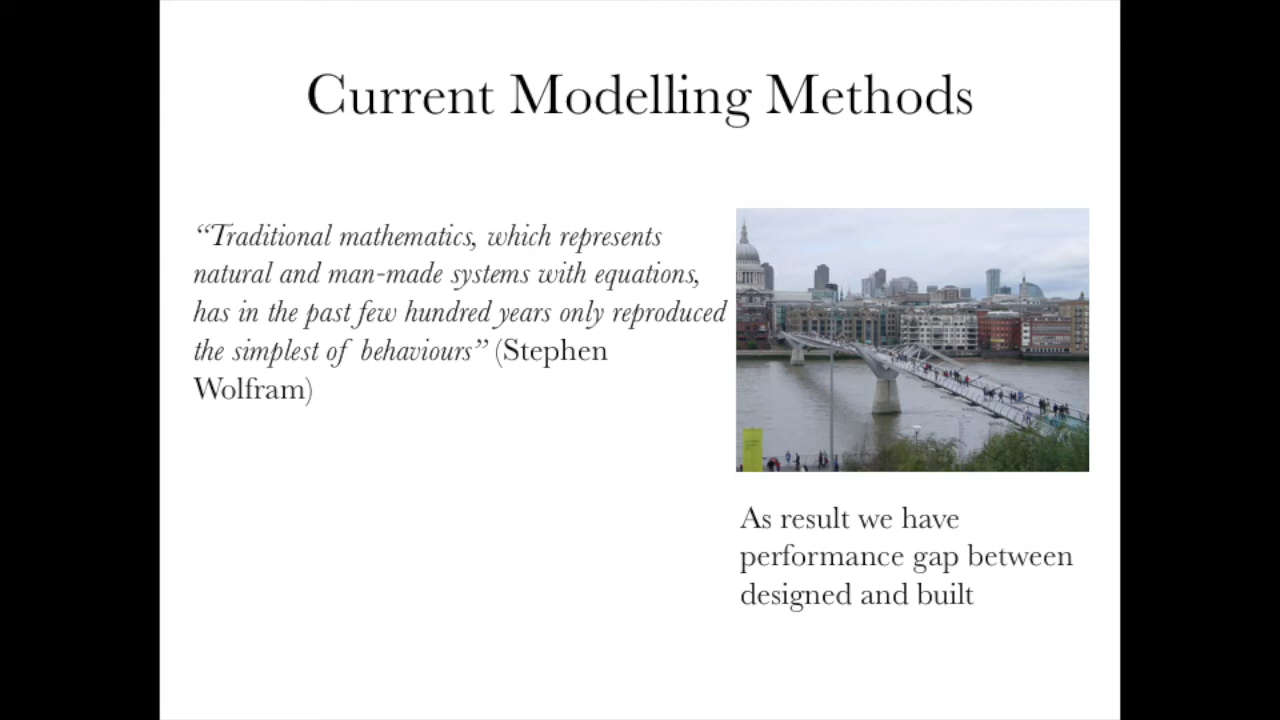 Current Modelling Methods
“Traditional mathematics, which represents
natural and man-made systems with equations,
has in the past few hundred years only reproduced
the simplest of behaviours” (Stephen
Wolfram)
As result we have
performance gap between
designed and built